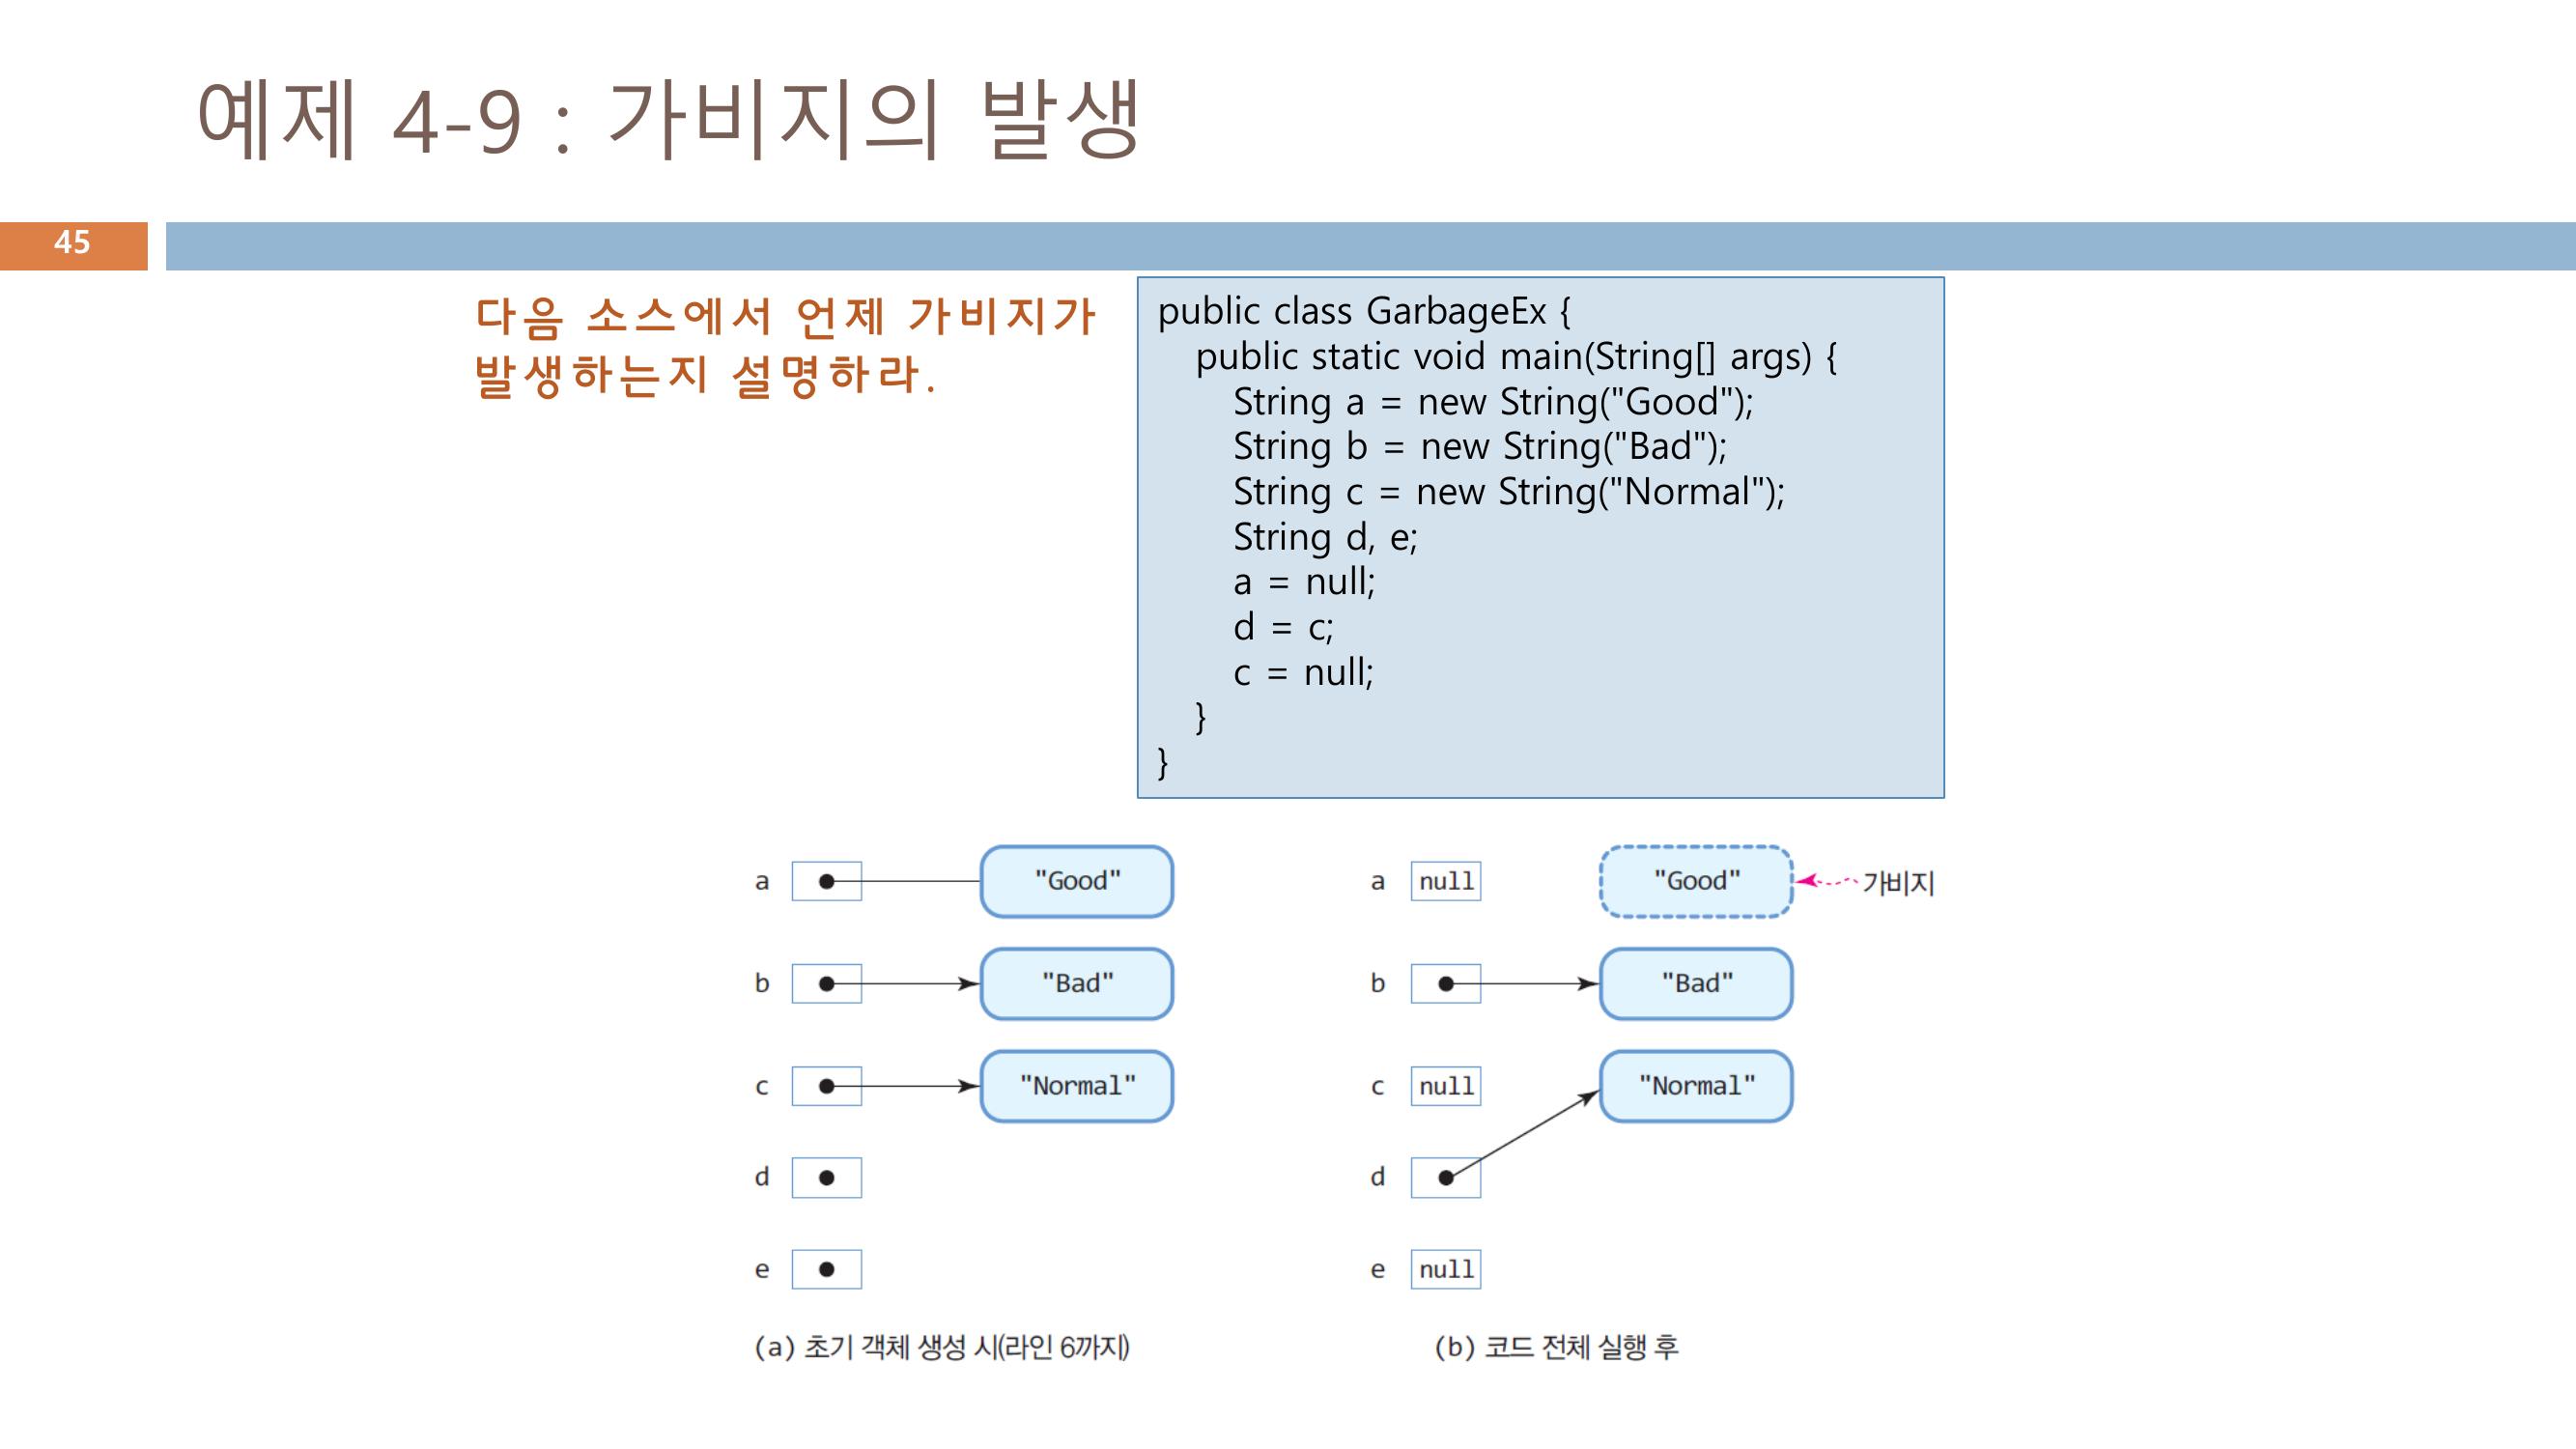 예제 4-9 : 가비지의 발생
45
다음 소스에서 언제 가비지가
발생하는지 설명하라.
public class GarbageEx {
public static void main(String[] args) {
String a = new String("Good");
String b = new String("Bad");
String c = new String("Normal");
String d, e;
a = null;
d = c;
c = null;
}
}
a "Good"
b "Bad"
c "Normal"
d
e
(a) 초기 객체 생성 시(라인 6까지)
a null "Good" 가비지
b "Bad"
c null "Normal"
d
e null
(b) 코드 전체 실행 후